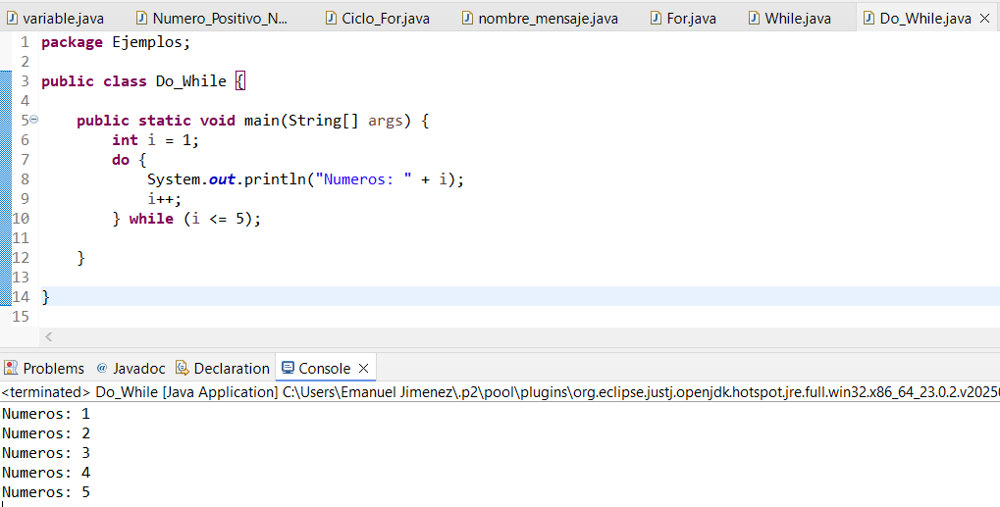 variable.java Numero_Positivo_N... Ciclo_For.java nombre_mensaje.java For.java While.java Do_While.java
1 package Ejemplos;
2
3 public class Do_While {
4
5 public static void main(String[] args) {
6 int i = 1;
7 do {
8 System.out.println("Numeros: " + i);
9 i++;
10 } while (i <= 5);
11
12 }
13
14 }
15
Problems @ Javadoc Declaration Console
<terminated> Do_While [Java Application] C:\Users\Emanuel Jimenez\.p2\pool\plugins\org.eclipse.justj.openjdk.hotspot.jre.full.win32.x86_64_23.0.2.v2025
Numeros: 1
Numeros: 2
Numeros: 3
Numeros: 4
Numeros: 5